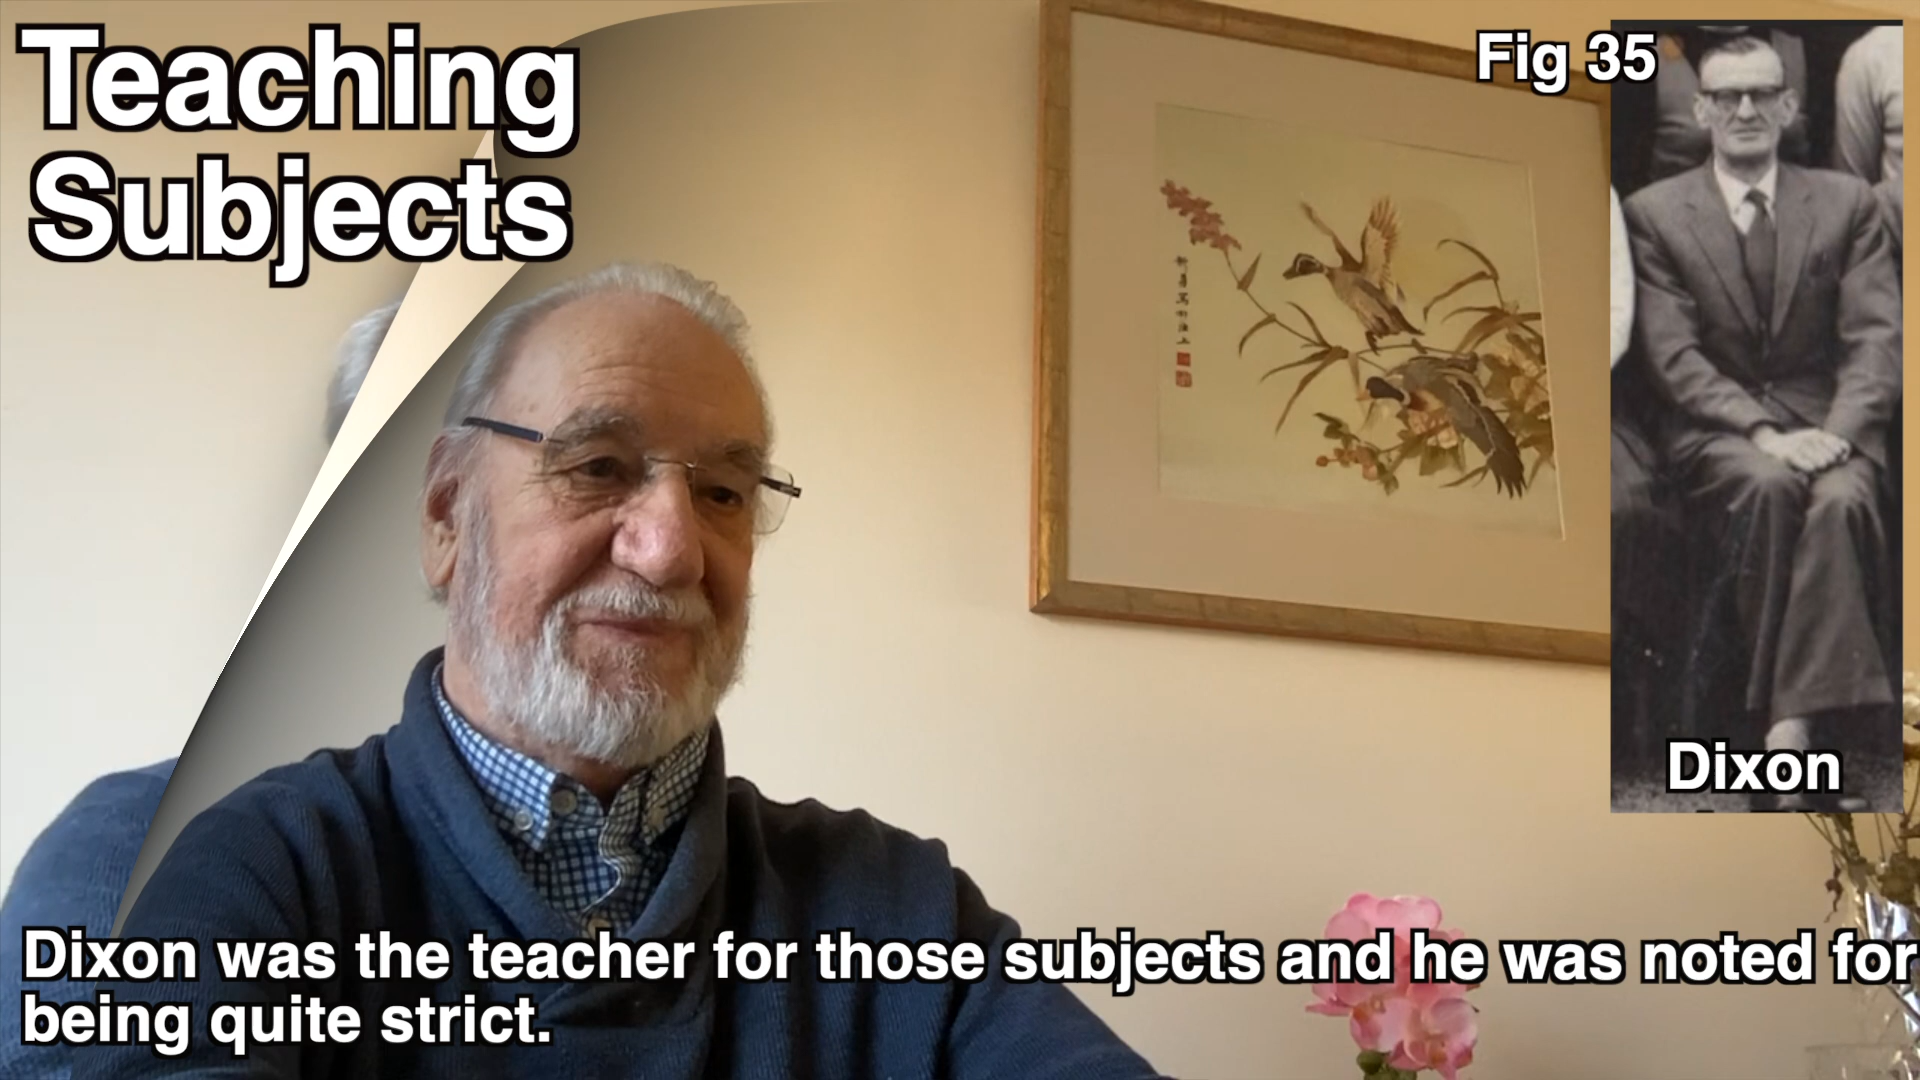 Teaching
Subjects
Fig 35
Dixon
Dixon was the teacher for those subjects and he was noted for
being quite strict.